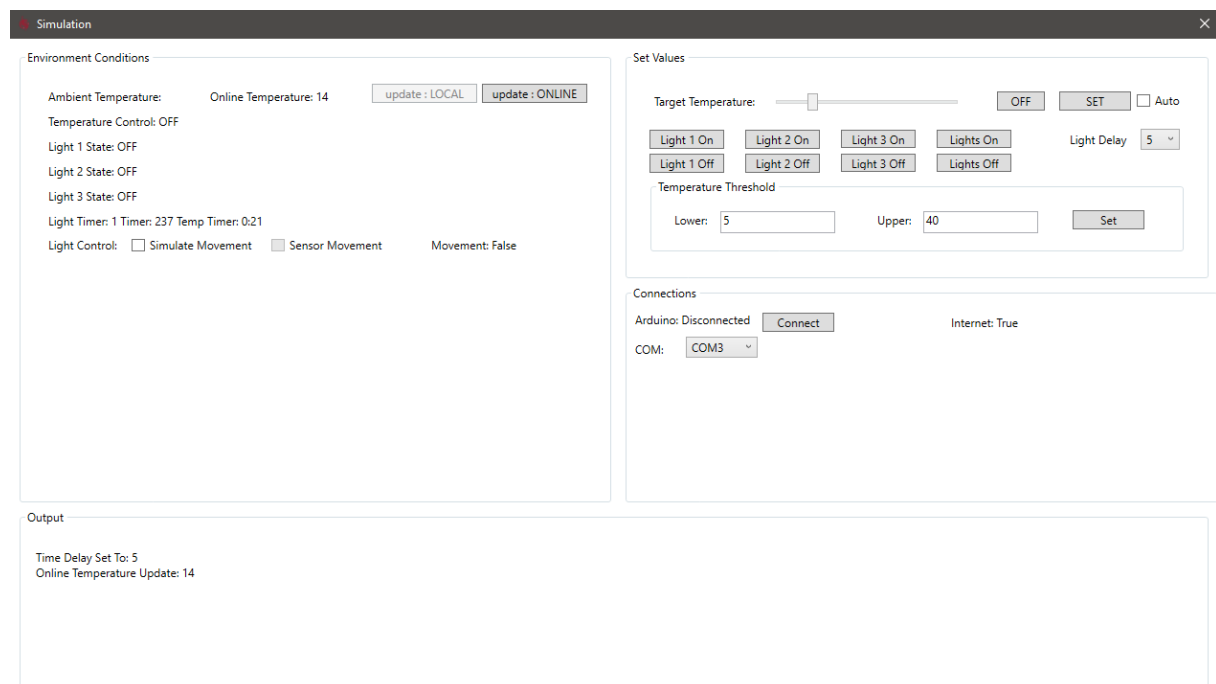 Simulation
Environment Conditions
Ambient Temperature: Online Temperature: 14 update : LOCAL update : ONLINE
Temperature Control: OFF
Light 1 State: OFF
Light 2 State: OFF
Light 3 State: OFF
Light Timer: 1 Timer: 237 Temp Timer: 0:21
Light Control: Simulate Movement Sensor Movement Movement: False
Set Values
Target Temperature: OFF SET Auto
Light 1 On Light 2 On Light 3 On Lights On Light Delay 5
Light 1 Off Light 2 Off Light 3 Off Lights Off
Temperature Threshold
Lower: 5 Upper: 40 Set
Connections
Arduino: Disconnected Connect Internet: True
COM: COM3
Output
Time Delay Set To: 5
Online Temperature Update: 14